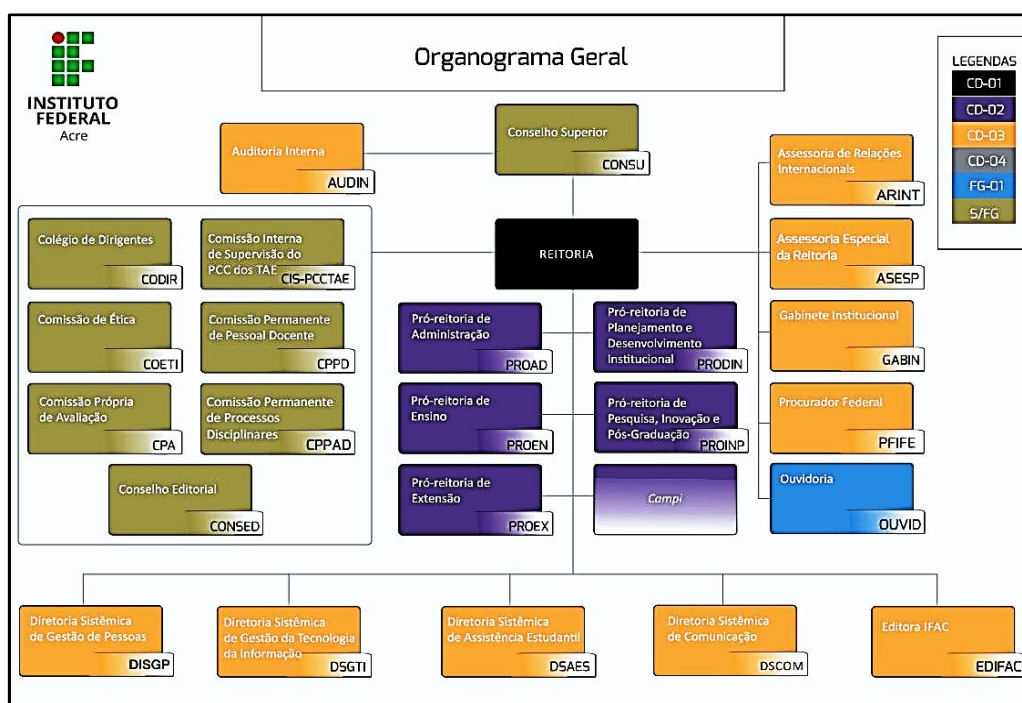 Organograma Geral
INSTITUTO
FEDERAL
Acre
LEGENDAS
CD-01
CD-02
CD-03
CD-04
FG-01
S/FG
Auditoria Interna
AUDIN
Conselho Superior
CONSU
Assessoria de Relações
Internacionais
ARINT
Colégio de Dirigentes
CODIR
Comissão Interna
de Supervisão do
PCC dos TAE
CIS-PCCTAE
REITORIA
Assessoria Especial
da Reitoria
ASESP
Comissão de Ética
COETI
Comissão Permanente
de Pessoal Docente
CPPD
Pró-reitoria de
Administração
PROAD
Pró-reitoria de
Planejamento e
Desenvolvimento
Institucional
PRODIN
Gabinete Institucional
GABIN
Comissão Própria
de Avaliação
CPA
Comissão Permanente
de Processos
Disciplinares
CPPAD
Pró-reitoria de
Ensino
PROEN
Pró-reitoria de
Pesquisa, Inovação e
Pós-Graduação
PROINP
Procurador Federal
PFIFE
Conselho Editorial
CONSED
Pró-reitoria de
Extensão
PROEX
Campi
Ouvidoria
OUVID
Diretoria Sistêmica
de Gestão de Pessoas
DISGP
Diretoria Sistêmica
de Gestão da Tecnologia
da Informação
DSGTI
Diretoria Sistêmica
de Assistência Estudantil
DSAES
Diretoria Sistêmica
de Comunicação
DSCOM
Editora IFAC
EDIFAC